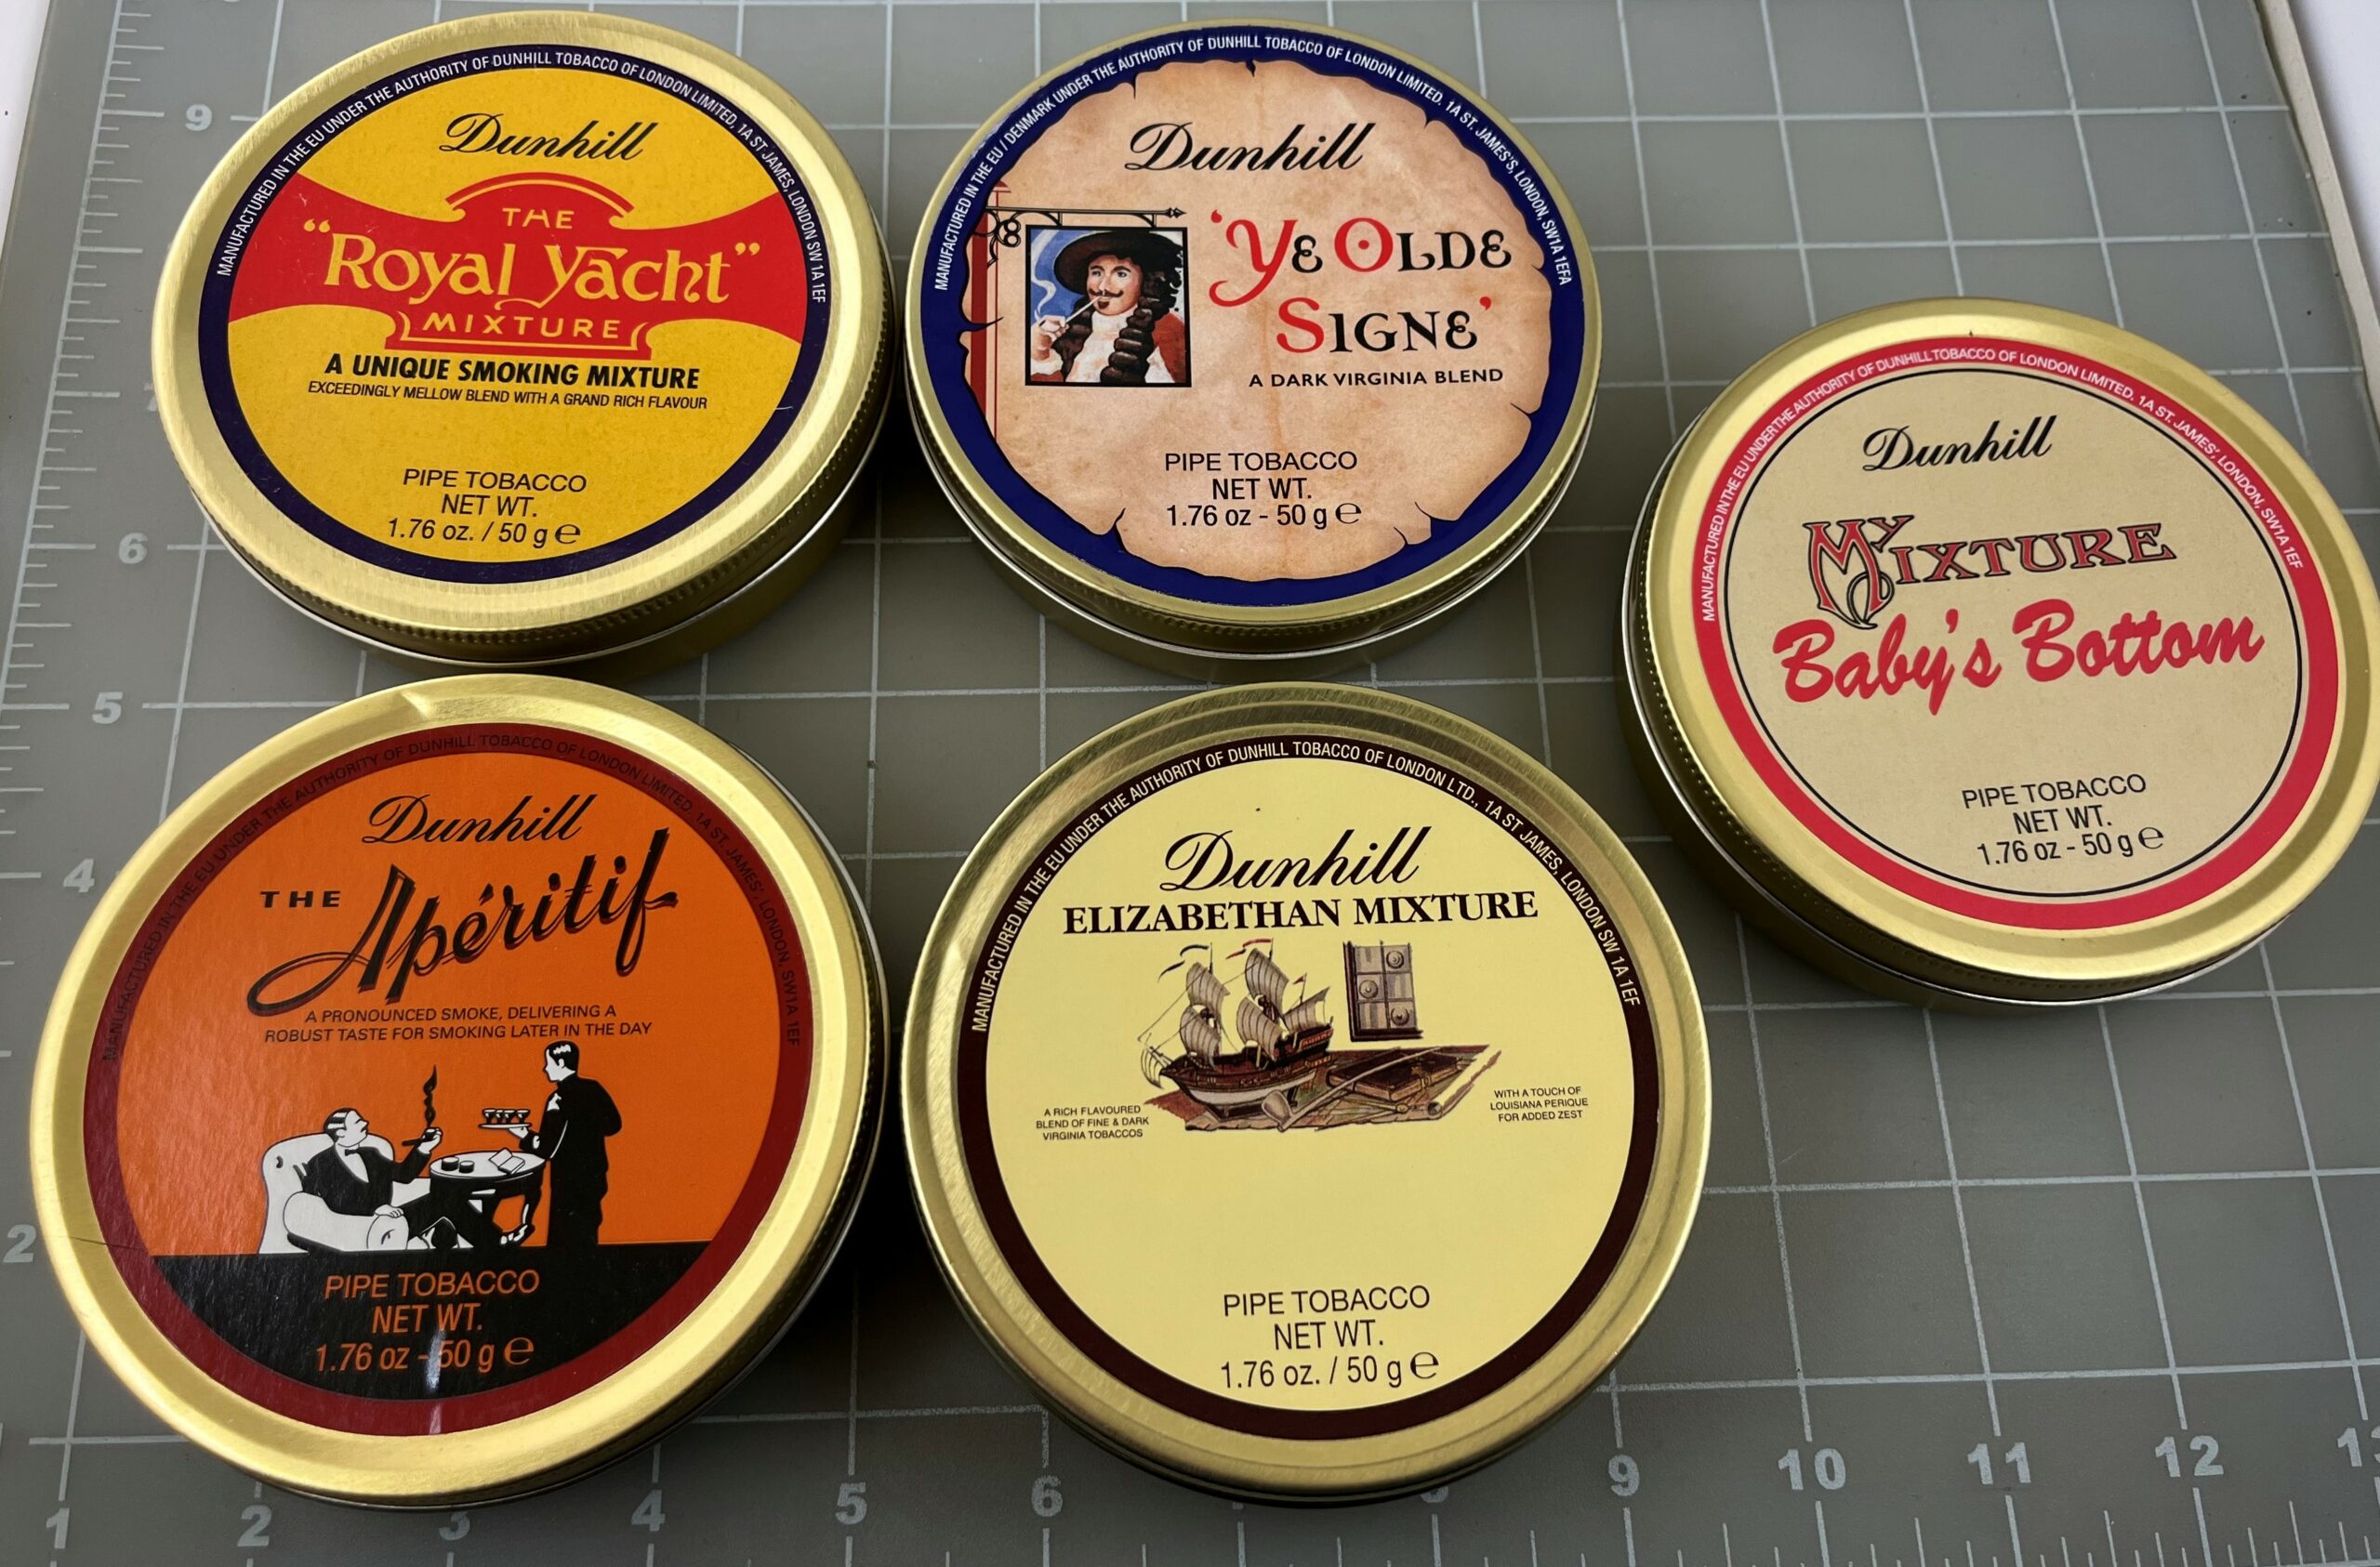 MANUFACTURED IN THE EU UNDER THE AUTHORITY OF DUNHILL TOBACCO OF LONDON LIMITED, 1A ST JAMES, LONDON SW 1A 1EF
Dunhill
THE
"Royal Yacht"
MIXTURE
A UNIQUE SMOKING MIXTURE
EXCEEDINGLY MELLOW BLEND WITH A GRAND RICH FLAVOUR
PIPE TOBACCO
NET WT.
1.76 oz. / 50 g e
MANUFACTURED IN THE EU / DENMARK UNDER THE AUTHORITY OF DUNHILL TOBACCO OF LONDON LIMITED. 1A ST. JAMES'S, LONDON, SW1A 1EFA
Dunhill
'YE OLDE
SIGNE'
A DARK VIRGINIA BLEND
PIPE TOBACCO
NET WT.
1.76 oz - 50 g e
MANUFACTURED IN THE EU UNDER THE AUTHORITY OF DUNHILL TOBACCO OF LONDON LIMITED. 1A ST. JAMES', LONDON, SW1A 1EF
Dunhill
MY MIXTURE
Baby's Bottom
PIPE TOBACCO
NET WT.
1.76 oz - 50 g e
MANUFACTURED IN THE EU UNDER THE AUTHORITY OF DUNHILL TOBACCO OF LONDON LIMITED. 1A ST. JAMES', LONDON, SW1A 1EF
Dunhill
THE Apéritif
A PRONOUNCED SMOKE, DELIVERING A
ROBUST TASTE FOR SMOKING LATER IN THE DAY
PIPE TOBACCO
NET WT.
1.76 oz - 50 g e
MANUFACTURED IN THE EU UNDER THE AUTHORITY OF DUNHILL TOBACCO OF LONDON LTD., 1A ST JAMES, LONDON SW 1A 1EF
Dunhill
ELIZABETHAN MIXTURE
A RICH FLAVOURED
BLEND OF FINE & DARK
VIRGINIA TOBACCOS
WITH A TOUCH OF
LOUISIANA PERIQUE
FOR ADDED ZEST
PIPE TOBACCO
NET WT.
1.76 oz. / 50 g e
9
6
5
4
2
1 2 3 4 5 6 9 10 11 12